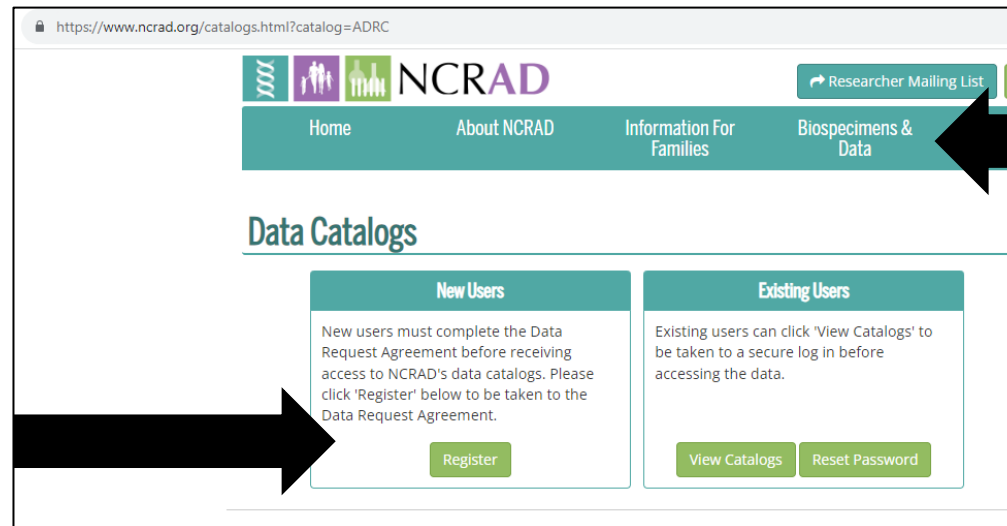 https://www.ncrad.org/catalogs.html?catalog=ADRC
NCRAD
Researcher Mailing List
Home
About NCRAD
Information For
Families
Biospecimens &
Data
Data Catalogs
New Users
New users must complete the Data
Request Agreement before receiving
access to NCRAD's data catalogs. Please
click 'Register' below to be taken to the
Data Request Agreement.
Register
Existing Users
Existing users can click 'View Catalogs' to
be taken to a secure log in before
accessing the data.
View Catalogs
Reset Password